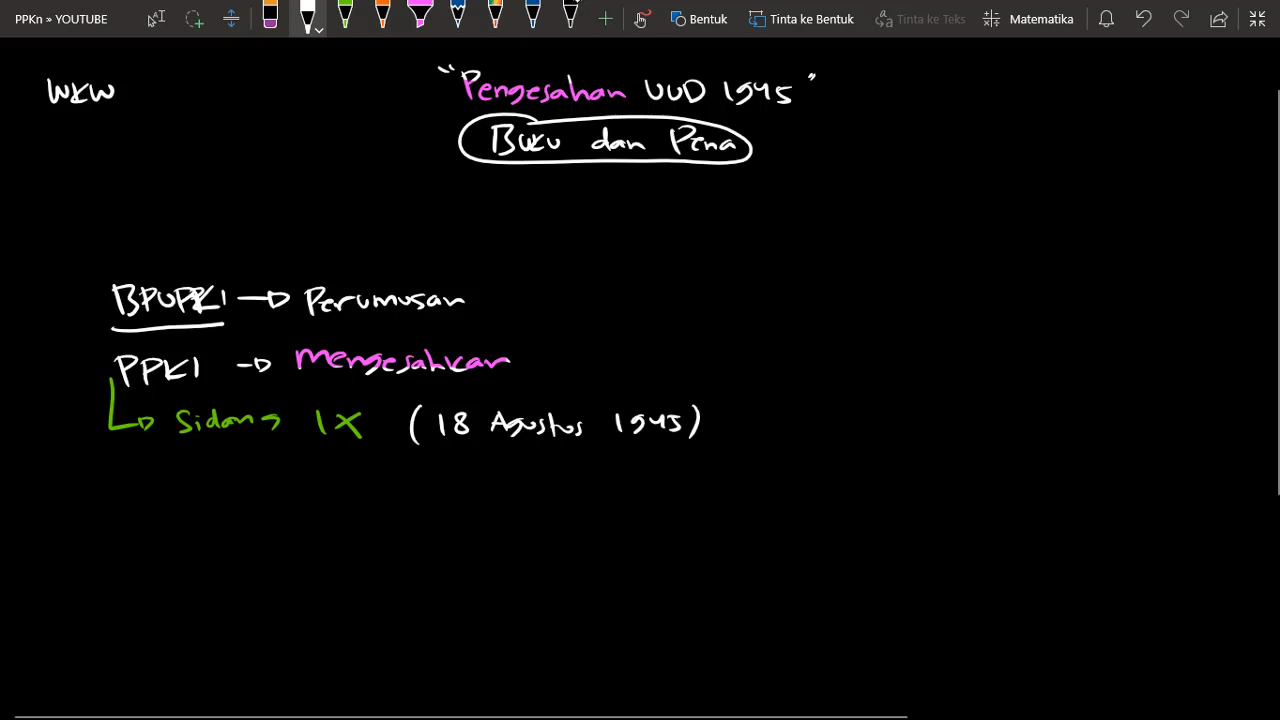 PPKn » YOUTUBE
Bentuk
Tinta ke Bentuk
Tinta ke Teks
Matematika
WKW
"Pengesahan UUD 1945"
Buku dan Pena
BPUPKI → Perumusan
PPKI → Mengesahkan
↳ Sidang 1X (18 Agustus 1945)